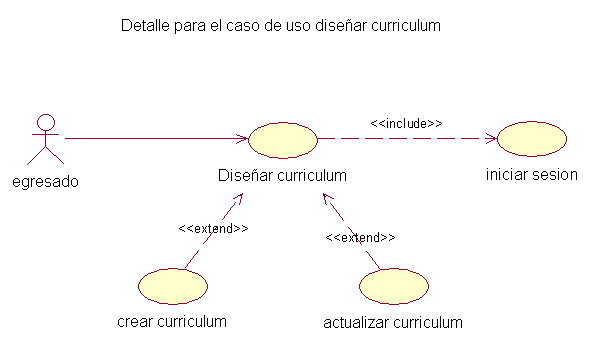 Detalle para el caso de uso diseñar curriculum
<<include>>
egresado
Diseñar curriculum
iniciar sesion
<<extend>>
<<extend>>
crear curriculum
actualizar curriculum